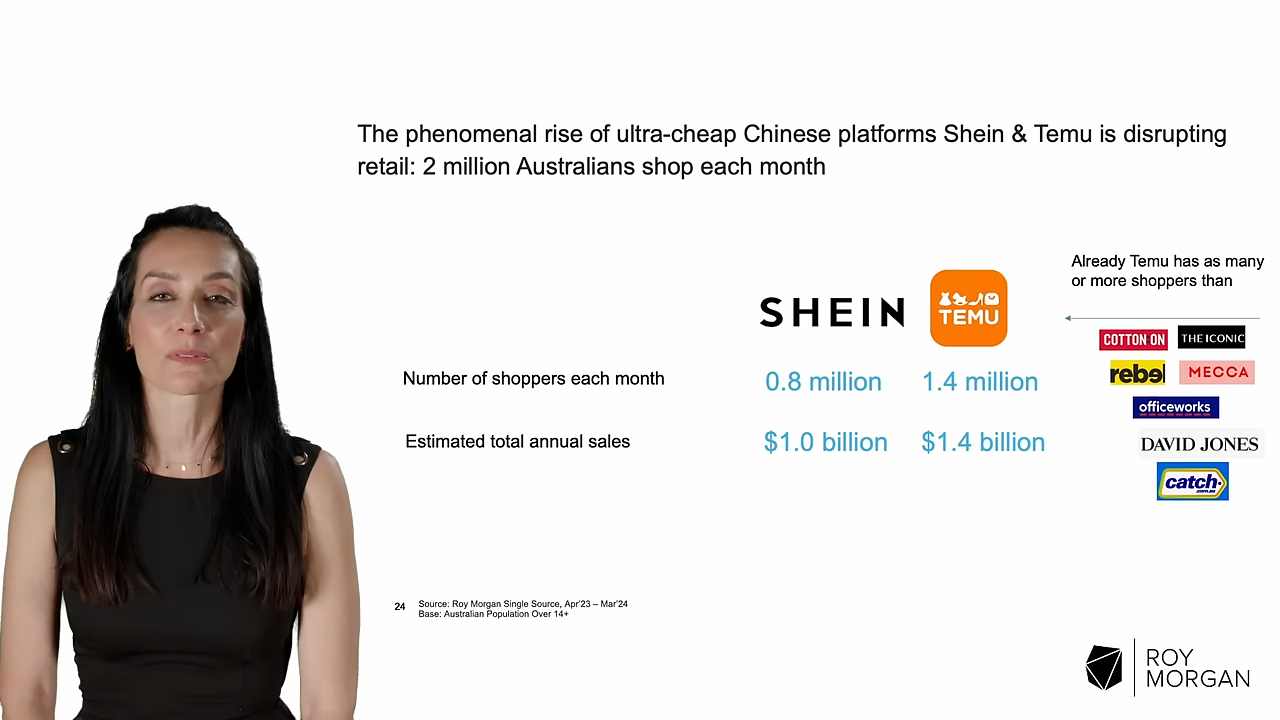 The phenomenal rise of ultra-cheap Chinese platforms Shein & Temu is disrupting
retail: 2 million Australians shop each month
Already Temu has as many
or more shoppers than
SHEIN
TEMU
COTTON ON
THE ICONIC
rebel
MECCA
Number of shoppers each month
0.8 million
1.4 million
officeworks
Estimated total annual sales
$1.0 billion
$1.4 billion
DAVID JONES
catch.com.au
24
Source: Roy Morgan Single Source, Apr'23 – Mar'24
Base: Australian Population Over 14+
ROY
MORGAN